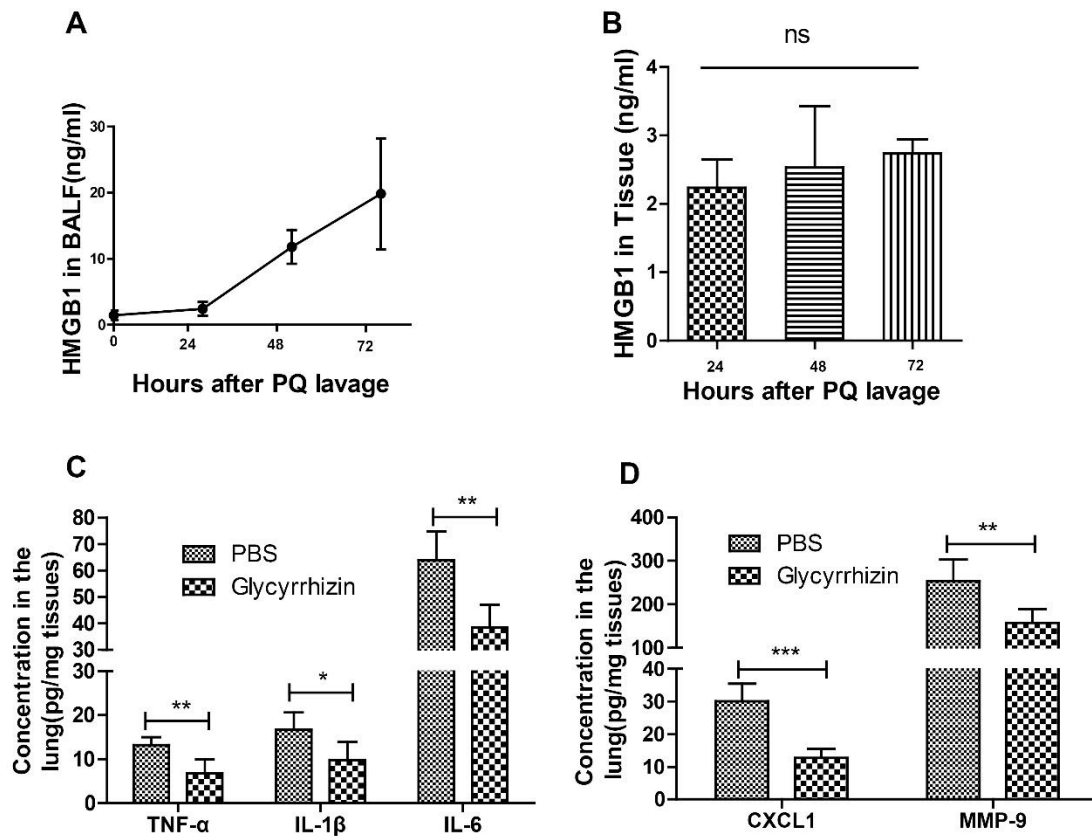 A
HMGB1 in BALF(ng/ml)
30
20
10
0
0 24 48 72
Hours after PQ lavage
B
ns
HMGB1 in Tissue (ng/ml)
4
3
2
1
0
24 48 72
Hours after PQ lavage
C
Concentration in the
lung(pg/mg tissues)
80
70
60
50
40
30
20
10
0
PBS
Glycyrrhizin
**
*
**
TNF-α IL-1β IL-6
D
Concentration in the
lung(pg/mg tissues)
400
300
200
100
40
30
20
10
0
PBS
Glycyrrhizin
***
**
CXCL1 MMP-9